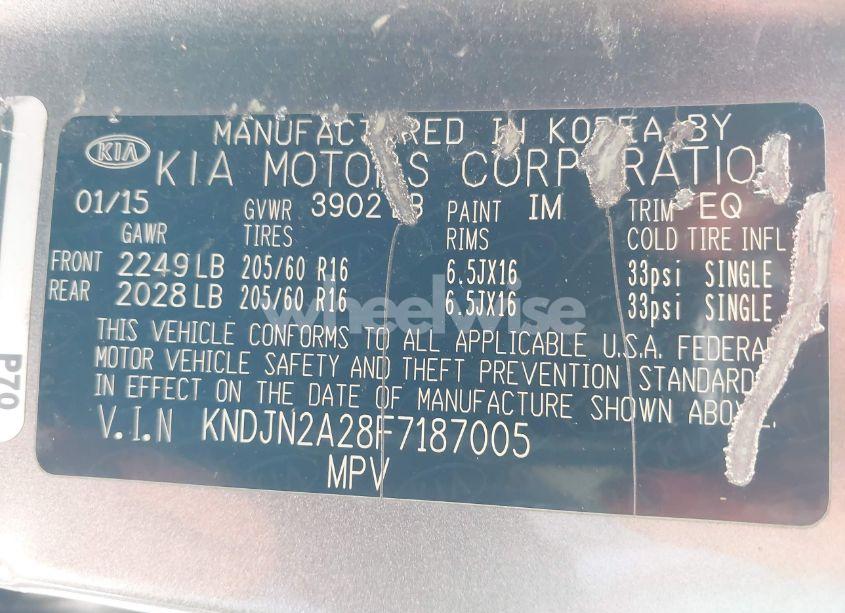 MANUFACTURED IN KOREA BY
KIA
KIA MOTORS CORPORATION
01/15 GVWR 3902 LB PAINT IM TRIM EQ
GAWR TIRES RIMS COLD TIRE INFL
FRONT 2249 LB 205/60 R16 6.5JX16 33psi SINGLE
REAR 2028 LB 205/60 R16 6.5JX16 33psi SINGLE
wheelwise
THIS VEHICLE CONFORMS TO ALL APPLICABLE U.S.A. FEDERAL
MOTOR VEHICLE SAFETY AND THEFT PREVENTION STANDARDS
IN EFFECT ON THE DATE OF MANUFACTURE SHOWN ABOVE.
V.I.N KNDJN2A28F7187005
MPV
P70